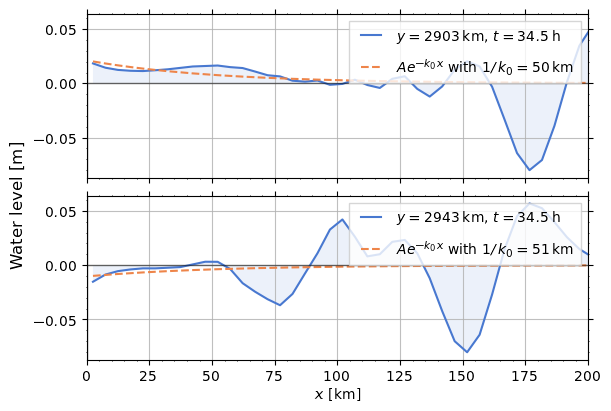 0.05
0.00
−0.05
y = 2903 km, t = 34.5 h
Ae^{−k₀x} with 1/k₀ = 50 km
Water level [m]
0.05
0.00
−0.05
y = 2943 km, t = 34.5 h
Ae^{−k₀x} with 1/k₀ = 51 km
0 25 50 75 100 125 150 175 200
x [km]